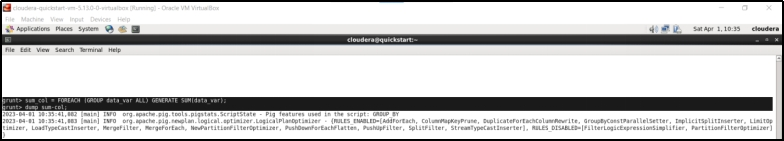 cloudera-quickstart-vm-5.13.0-0-virtualbox [Running] - Oracle VM VirtualBox
File Machine View Input Devices Help
Applications Places System Sat Apr 1, 10:35 cloudera
cloudera@quickstart:~
File Edit View Search Terminal Help
grunt> sum_col = FOREACH (GROUP data_var ALL) GENERATE SUM(data_var);
grunt> dump sum-col;
2023-04-01 10:35:41,882 [main] INFO org.apache.pig.tools.pigstats.ScriptState - Pig features used in the script: GROUP_BY
2023-04-01 10:35:41,883 [main] INFO org.apache.pig.newplan.logical.optimizer.LogicalPlanOptimizer - {RULES_ENABLED=[AddForEach, ColumnMapKeyPrune, DuplicateForEachColumnRewrite, GroupByConstParallelSetter, ImplicitSplitInserter, LimitOp
timizer, LoadTypeCastInserter, MergeFilter, MergeForEach, NewPartitionFilterOptimizer, PushDownForEachFlatten, PushUpFilter, SplitFilter, StreamTypeCastInserter], RULES_DISABLED=[FilterLogicExpressionSimplifier, PartitionFilterOptimizer]
}